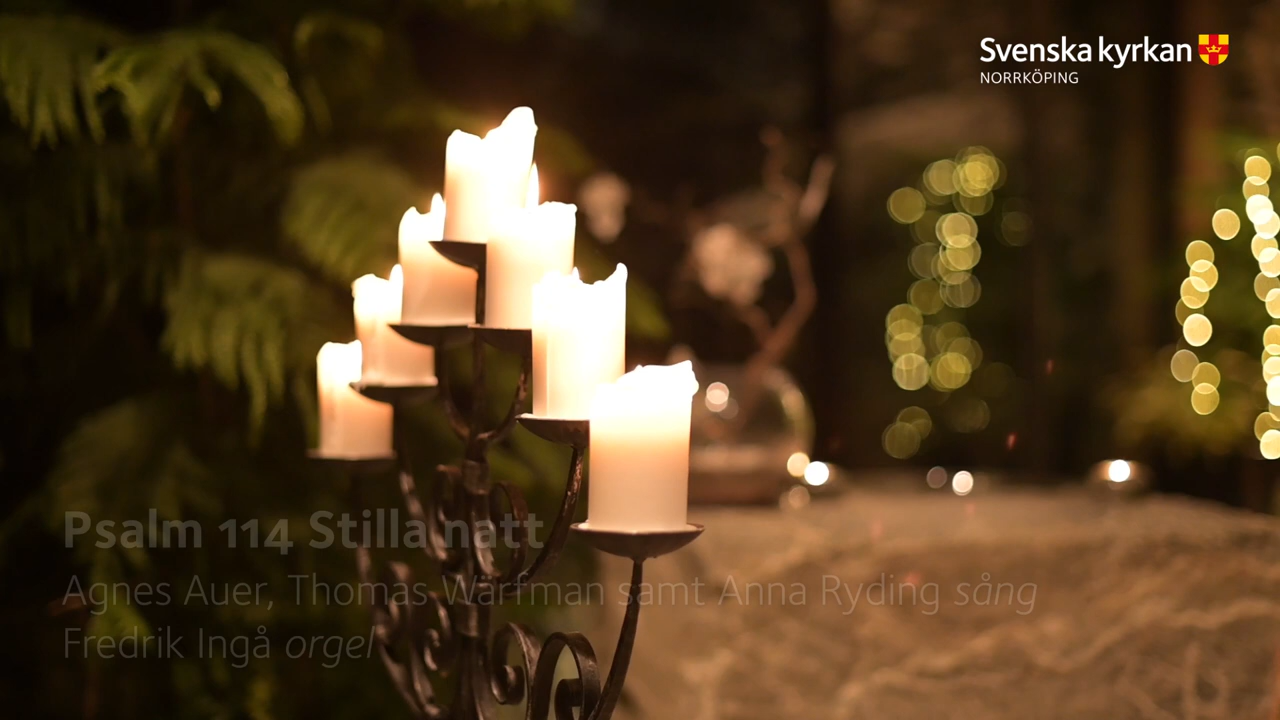 Svenska kyrkan
NORRKÖPING
Psalm 114 Stilla natt
Agnes Auer, Thomas Warfman samt Anna Ryding sång
Fredrik Ingå orgel